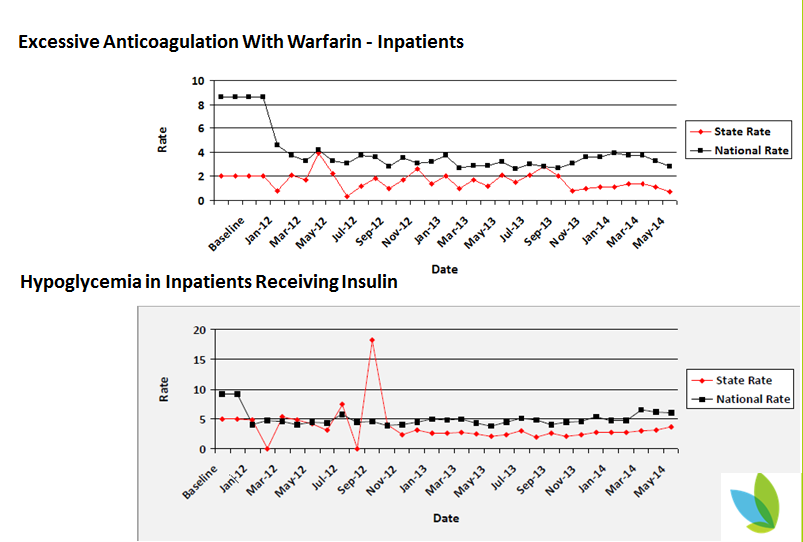 Excessive Anticoagulation With Warfarin - Inpatients
10
8
6
4
2
0
Rate
Baseline
Jan-12
Mar-12
May-12
Jul-12
Sep-12
Nov-12
Jan-13
Mar-13
May-13
Jul-13
Sep-13
Nov-13
Jan-14
Mar-14
May-14
Date
State Rate
National Rate
Hypoglycemia in Inpatients Receiving Insulin
20
15
10
5
0
Rate
Baseline
Jan-12
Mar-12
May-12
Jul-12
Sep-12
Nov-12
Jan-13
Mar-13
May-13
Jul-13
Sep-13
Nov-13
Jan-14
Mar-14
May-14
Date
State Rate
National Rate